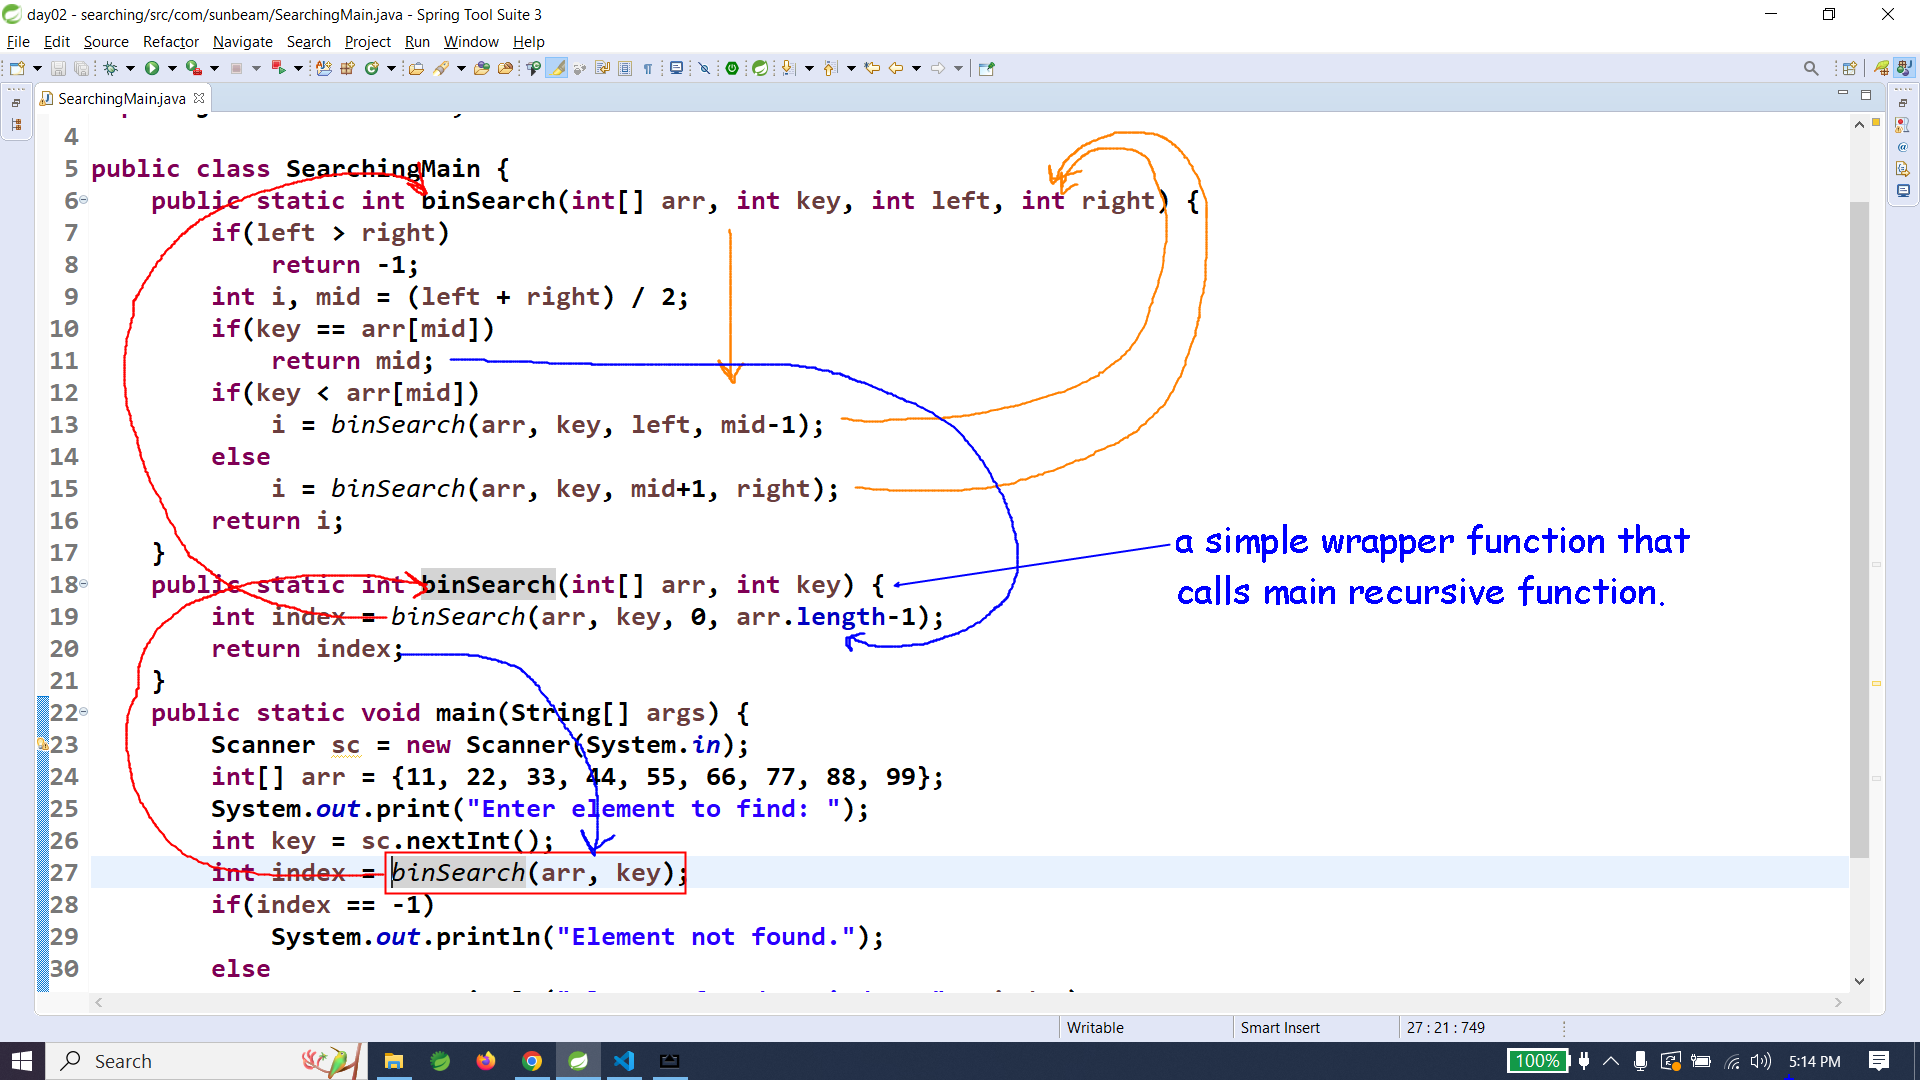 day02 - searching/src/com/sunbeam/SearchingMain.java - Spring Tool Suite 3
File Edit Source Refactor Navigate Search Project Run Window Help
SearchingMain.java
4
5 public class SearchingMain {
6 public static int binSearch(int[] arr, int key, int left, int right) {
7 if(left > right)
8 return -1;
9 int i, mid = (left + right) / 2;
10 if(key == arr[mid])
11 return mid;
12 if(key < arr[mid])
13 i = binSearch(arr, key, left, mid-1);
14 else
15 i = binSearch(arr, key, mid+1, right);
16 return i;
17 }
18 public static int binSearch(int[] arr, int key) {
19 int index = binSearch(arr, key, 0, arr.length-1);
20 return index;
21 }
22 public static void main(String[] args) {
23 Scanner sc = new Scanner(System.in);
24 int[] arr = {11, 22, 33, 44, 55, 66, 77, 88, 99};
25 System.out.print("Enter element to find: ");
26 int key = sc.nextInt();
27 int index = binSearch(arr, key);
28 if(index == -1)
29 System.out.println("Element not found.");
30 else
a simple wrapper function that
calls main recursive function.
Writable Smart Insert 27 : 21 : 749
Search 100% 5:14 PM